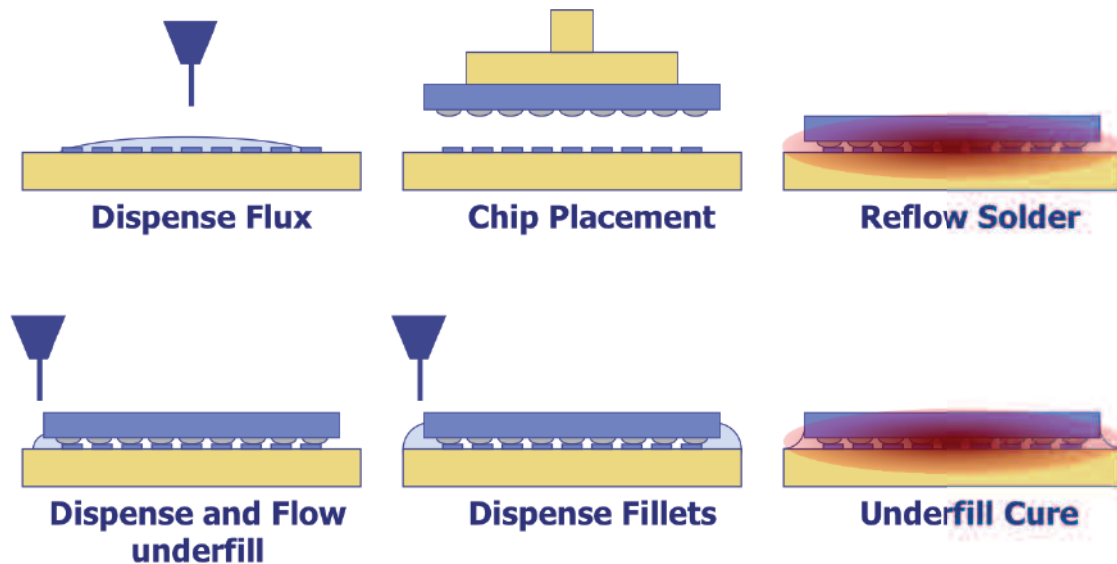 Dispense Flux
Chip Placement
Reflow Solder
Dispense and Flow
underfill
Dispense Fillets
Underfill Cure